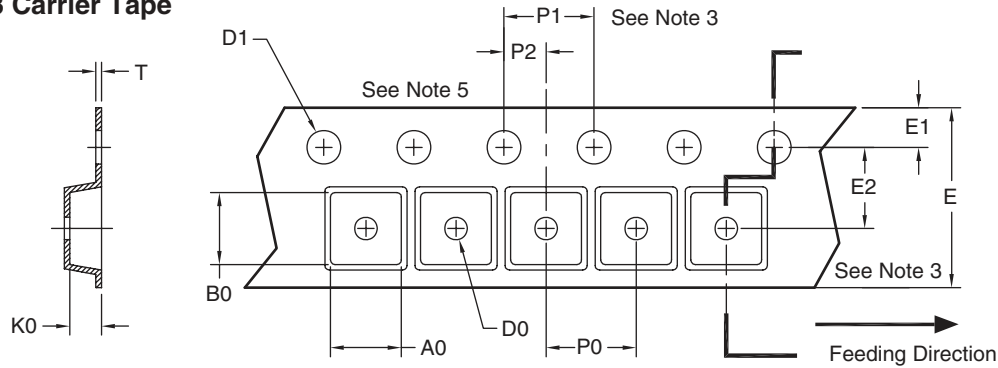 Carrier Tape
P1
See Note 3
D1
P2
T
See Note 5
E1
E2
E
B0
See Note 3
K0
D0
A0
P0
Feeding Direction